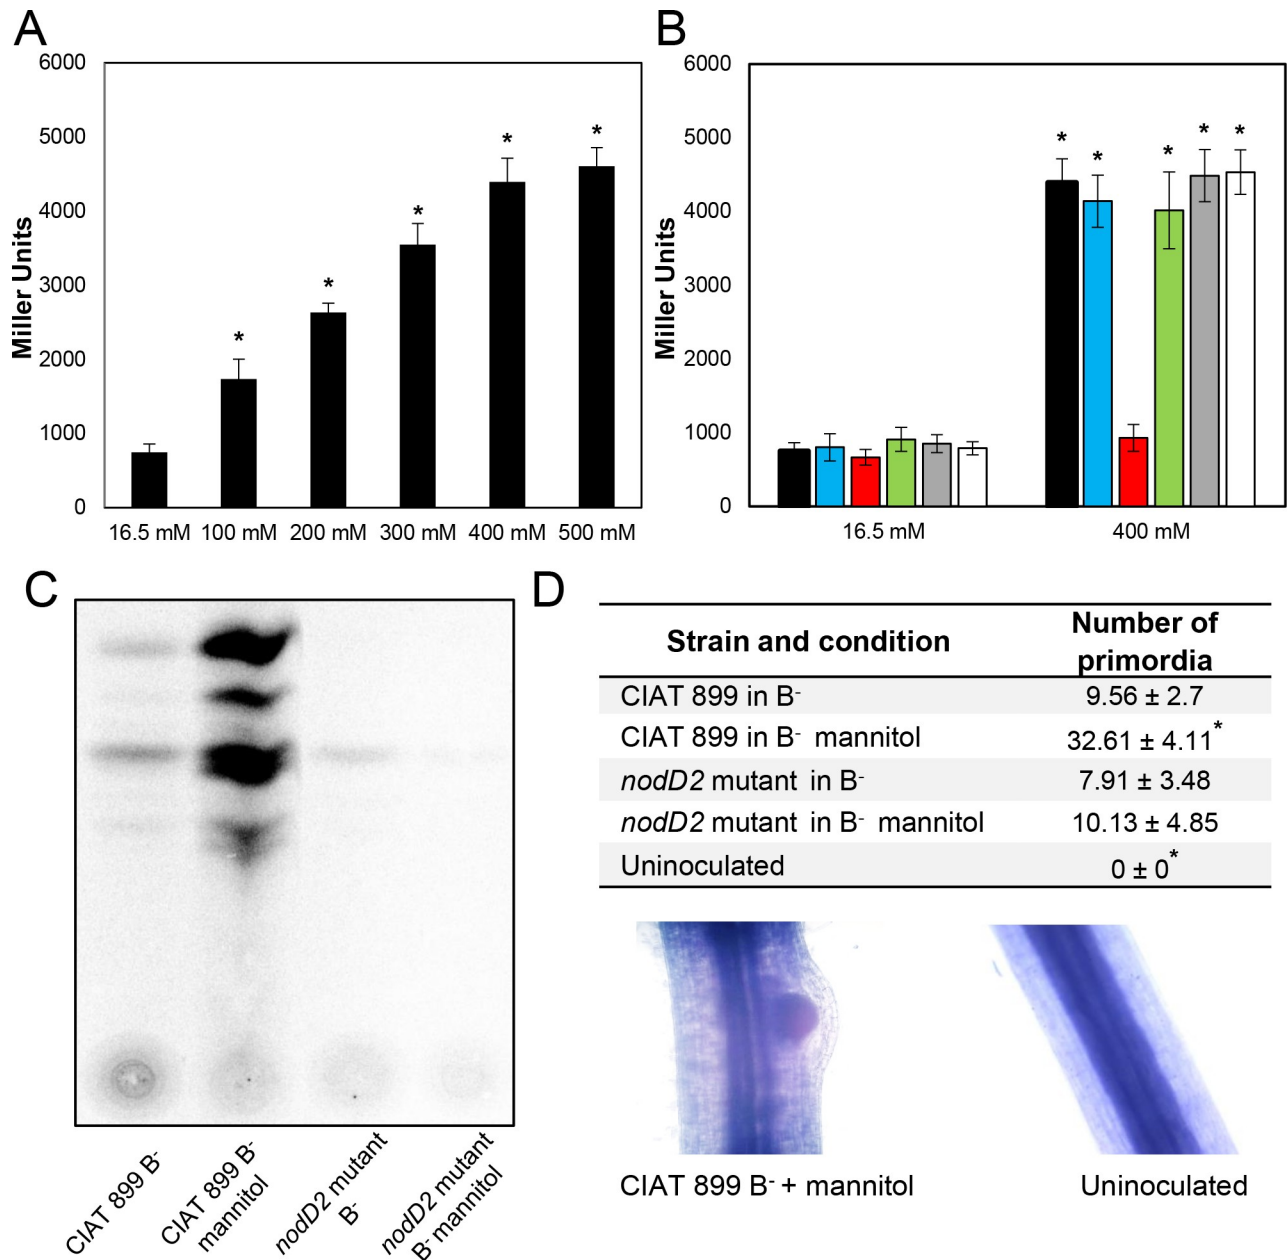 A
6000
5000
4000
3000
2000
1000
0
Miller Units
*
*
*
*
*
16.5 mM 100 mM 200 mM 300 mM 400 mM 500 mM
B
6000
5000
4000
3000
2000
1000
0
Miller Units
*
*
*
*
*
16.5 mM 400 mM
C
CIAT 899 B-
CIAT 899 B-
mannitol
nodD2 mutant
B-
nodD2 mutant
B- mannitol
D
Strain and condition
Number of
primordia
CIAT 899 in B- 9.56 ± 2.7
CIAT 899 in B- mannitol 32.61 ± 4.11*
nodD2 mutant in B- 7.91 ± 3.48
nodD2 mutant in B- mannitol 10.13 ± 4.85
Uninoculated 0 ± 0*
CIAT 899 B- + mannitol
Uninoculated